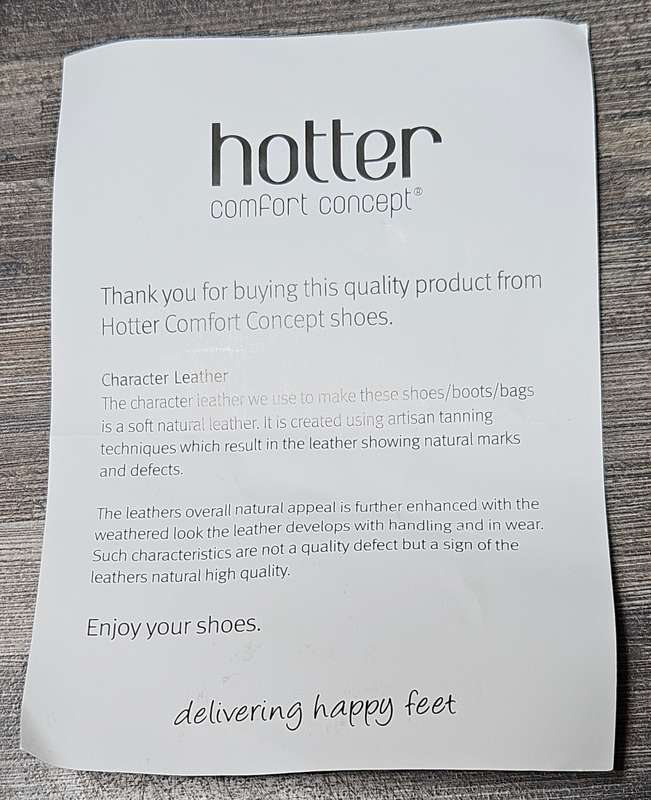 hotter
comfort concept®
Thank you for buying this quality product from
Hotter Comfort Concept shoes.
Character Leather
The character leather we use to make these shoes/boots/bags
is a soft natural leather. It is created using artisan tanning
techniques which result in the leather showing natural marks
and defects.
The leathers overall natural appeal is further enhanced with the
weathered look the leather develops with handling and in wear.
Such characteristics are not a quality defect but a sign of the
leathers natural high quality.
Enjoy your shoes.
delivering happy feet